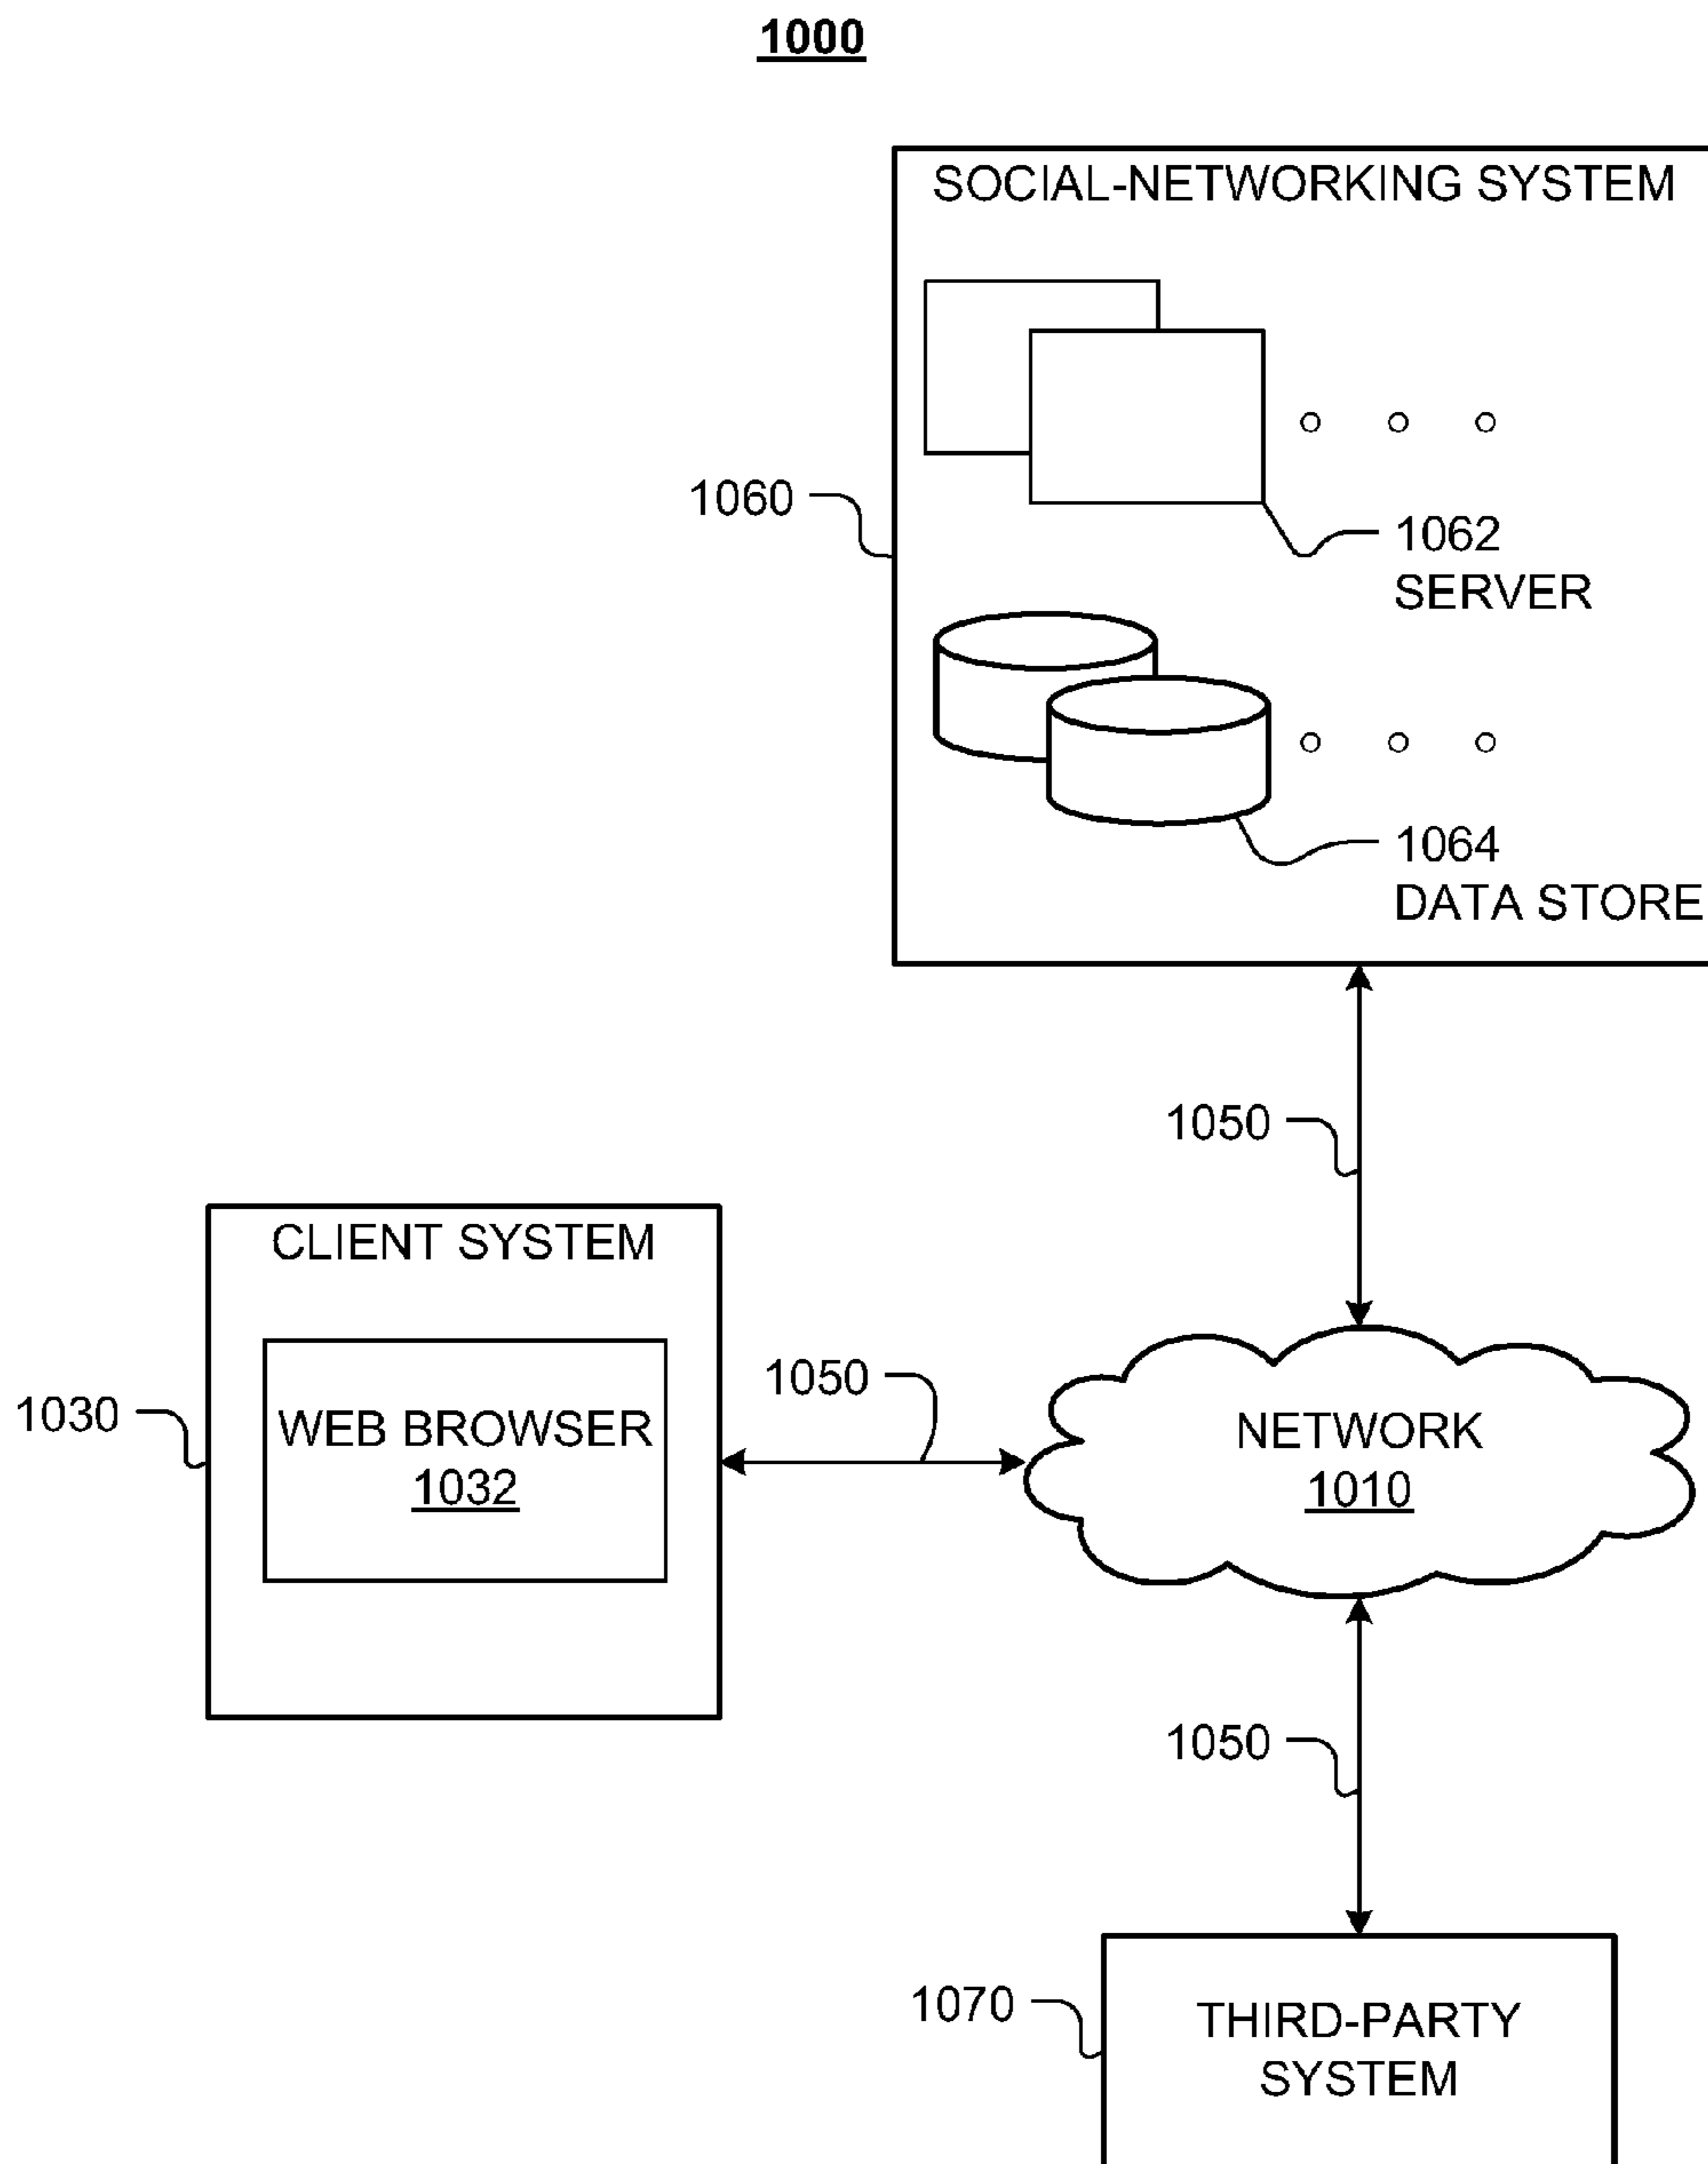 1000
SOCIAL-NETWORKING SYSTEM
1060
1062
SERVER
1064
DATA STORE
1050
CLIENT SYSTEM
1030
WEB BROWSER
1032
1050
NETWORK
1010
1050
1070
THIRD-PARTY
SYSTEM